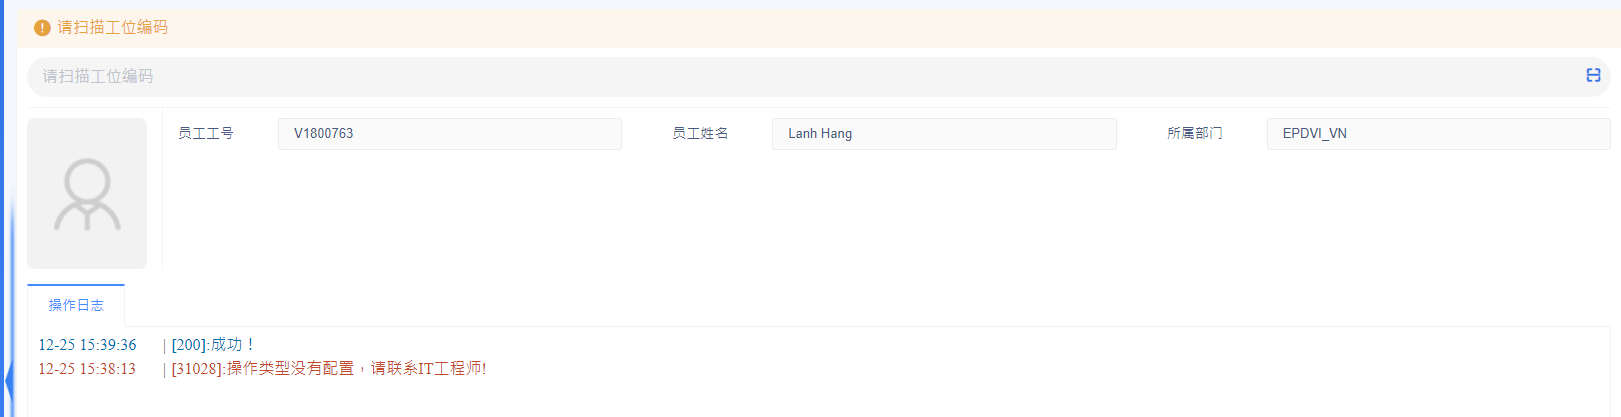 请扫描工位编码
请扫描工位编码
员工工号 V1800763 员工姓名 Lanh Hang 所属部门 EPDVI_VN
操作日志
12-25 15:39:36 | [200]:成功！
12-25 15:38:13 | [31028]:操作类型没有配置，请联系IT工程师!